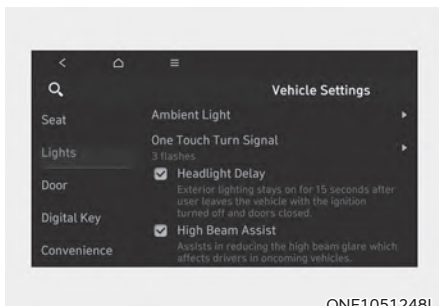 Vehicle Settings
Seat
Lights
Door
Digital Key
Convenience
Ambient Light
One Touch Turn Signal
3 flashes
Headlight Delay
Exterior lighting stays on for 15 seconds after
user leaves the vehicle with the ignition
turned off and doors closed.
High Beam Assist
Assists in reducing the high beam glare which
affects drivers in oncoming vehicles.